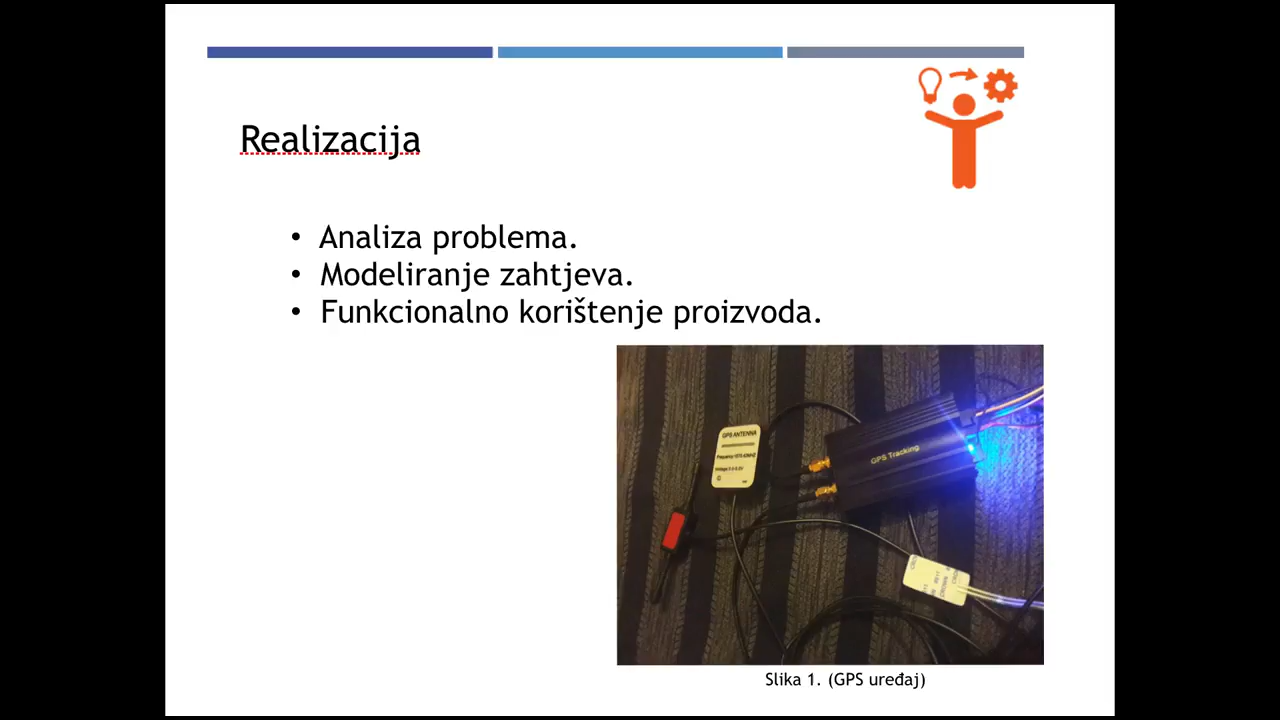 Realizacija
• Analiza problema.
• Modeliranje zahtjeva.
• Funkcionalno korištenje proizvoda.
GPS ANTENNA
GPS Tracking
Slika 1. (GPS uređaj)